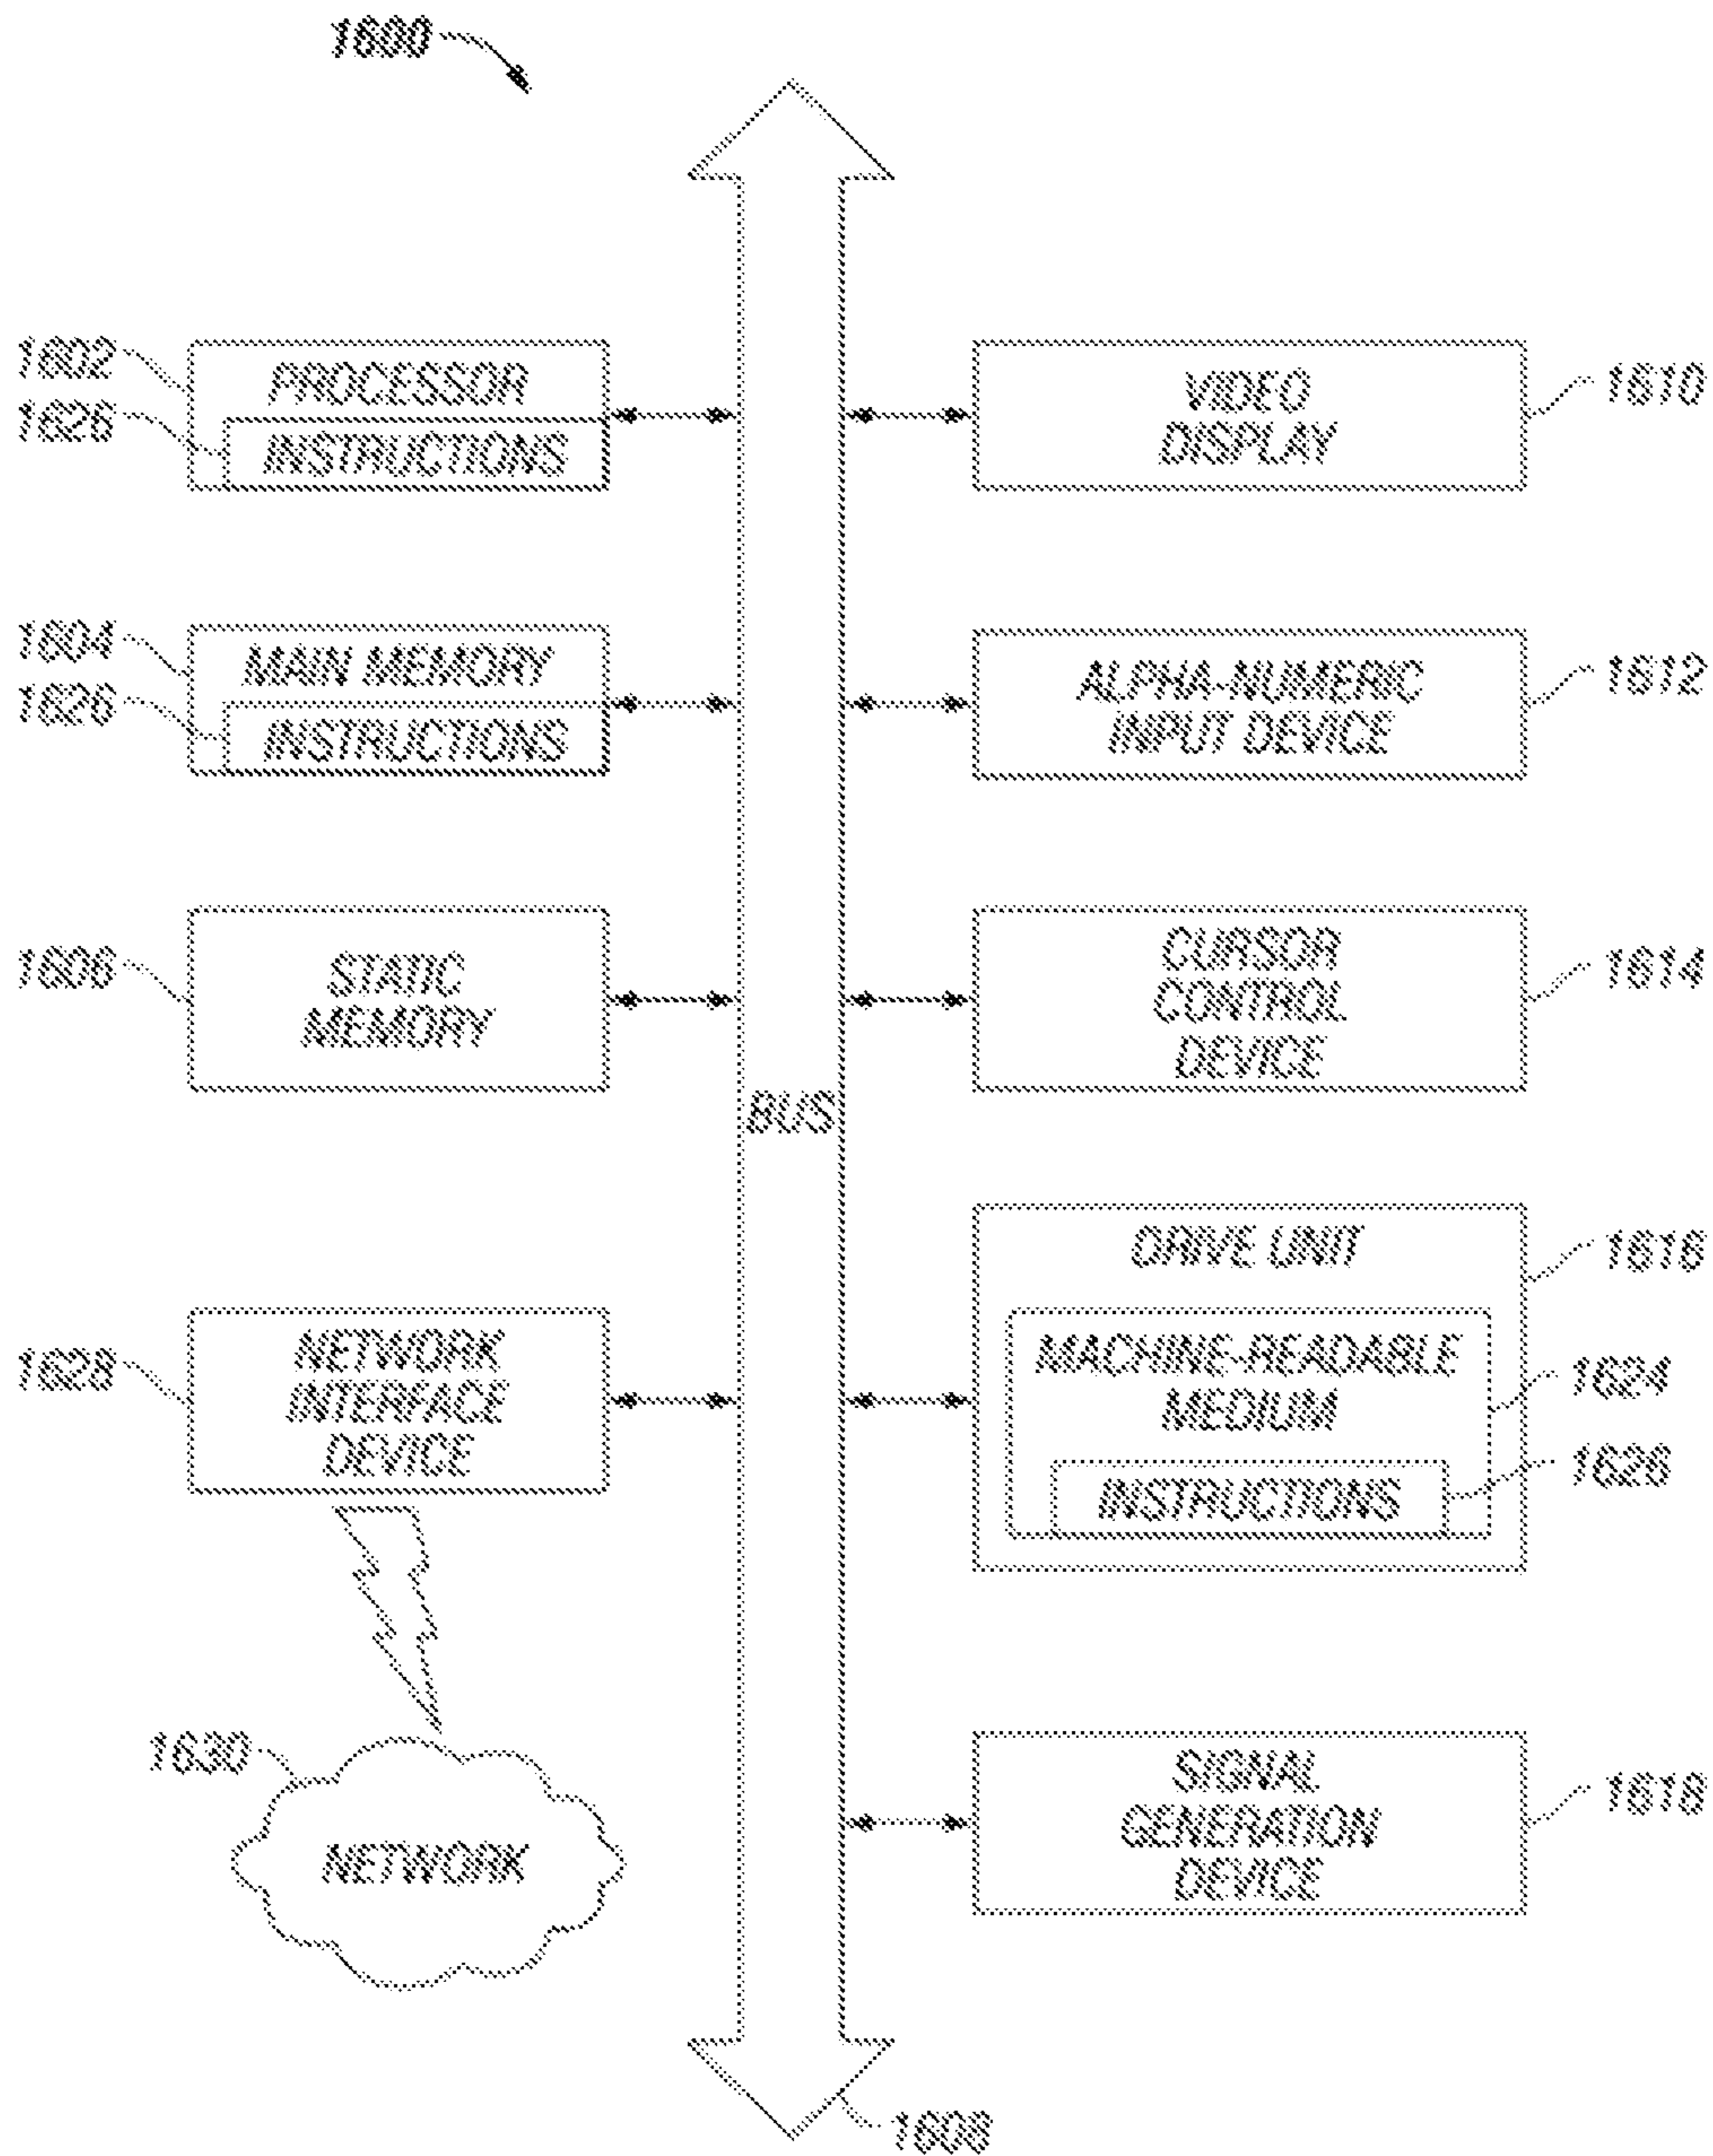 1600
1602
PROCESSOR
1626
INSTRUCTIONS
VIDEO
DISPLAY
1610
1604
MAIN MEMORY
1626
INSTRUCTIONS
ALPHA-NUMERIC
INPUT DEVICE
1612
1606
STATIC
MEMORY
CURSOR
CONTROL
DEVICE
1614
BUS
1628
NETWORK
INTERFACE
DEVICE
DRIVE UNIT
1616
MACHINE-READABLE
MEDIUM
1624
INSTRUCTIONS
1626
1630
NETWORK
SIGNAL
GENERATION
DEVICE
1618
1608